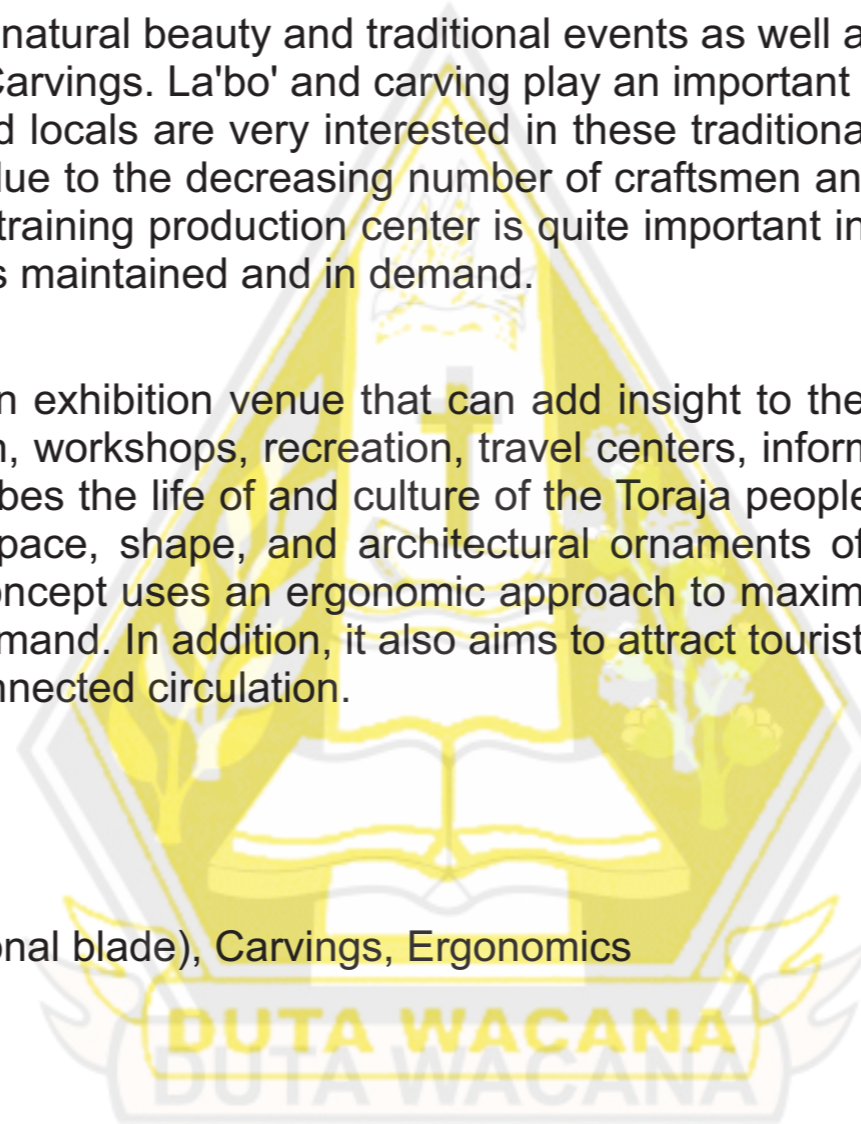 natural beauty and traditional events as well a
Carvings. La'bo' and carving play an important
d locals are very interested in these traditiona
due to the decreasing number of craftsmen an
training production center is quite important in
s maintained and in demand.
n exhibition venue that can add insight to the
n, workshops, recreation, travel centers, inforn
bes the life of and culture of the Toraja people
pace, shape, and architectural ornaments of
oncept uses an ergonomic approach to maxim
mand. In addition, it also aims to attract tourist
nnected circulation.
onal blade), Carvings, Ergonomics
DUTA WACANA
DUTA WACANA